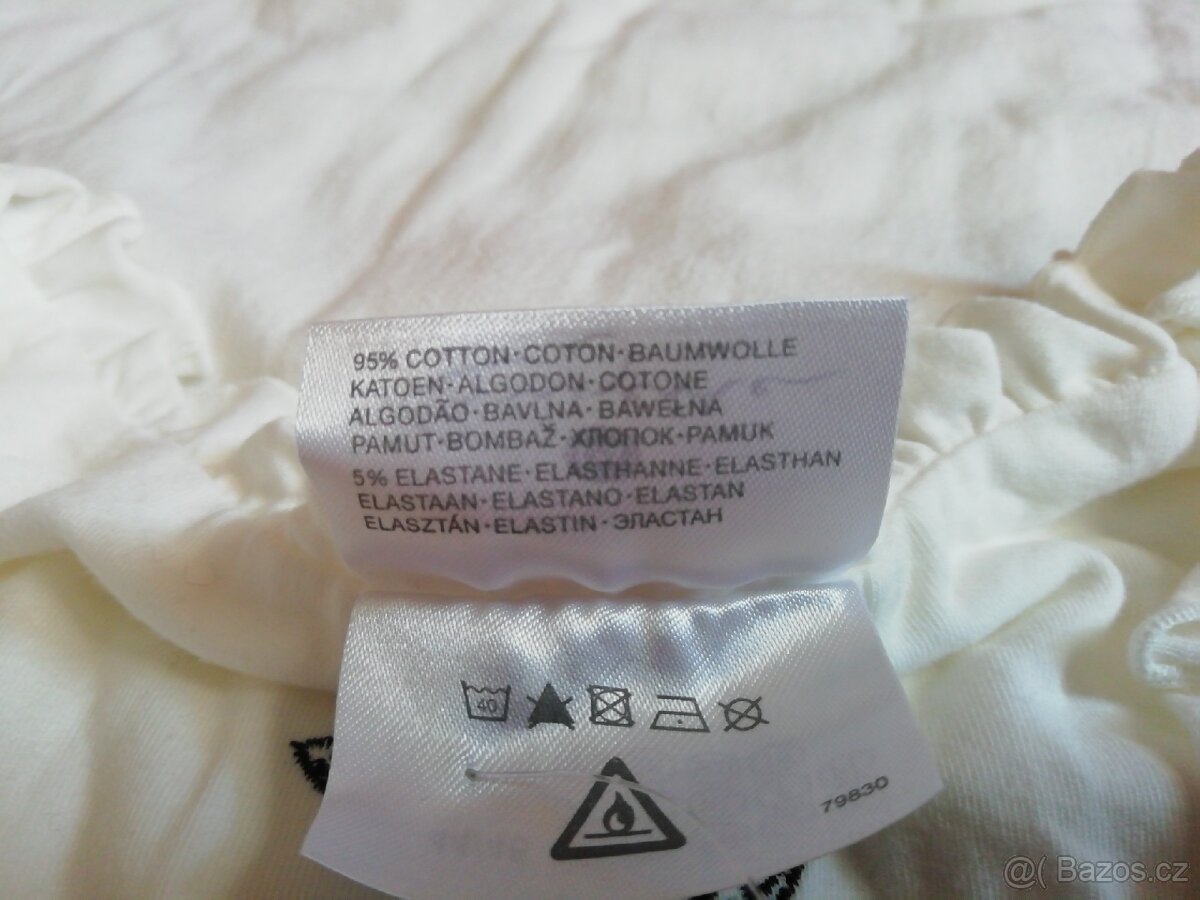 95% COTTON·COTON·BAUMWOLLE
KATOEN·ALGODON·COTONE
ALGODÃO·BAVLNA·BAWEŁNA
PAMUT·BOMBAŽ·ХЛОПОК·PAMUK
5% ELASTANE·ELASTHANNE·ELASTHAN
ELASTAAN·ELASTANO·ELASTAN
ELASZTÁN·ELASTIN·ЭЛАСТАН
40
79830
@( Bazos.cz